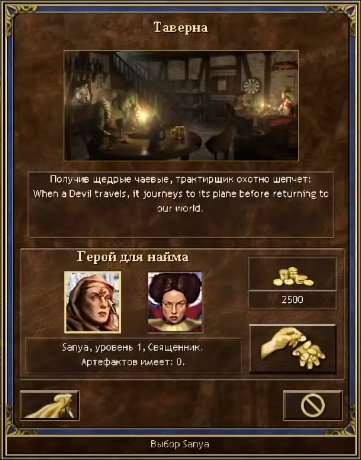 Таверна
Получив щедрые чаевые, трактирщик охотно шепчет:
When a Devil travels, it journeys to its plane before returning to
our world.
Герой для найма
2500
Sanya, уровень 1, Священник.
Артефактов имеет: 0.
Выбор Sanya